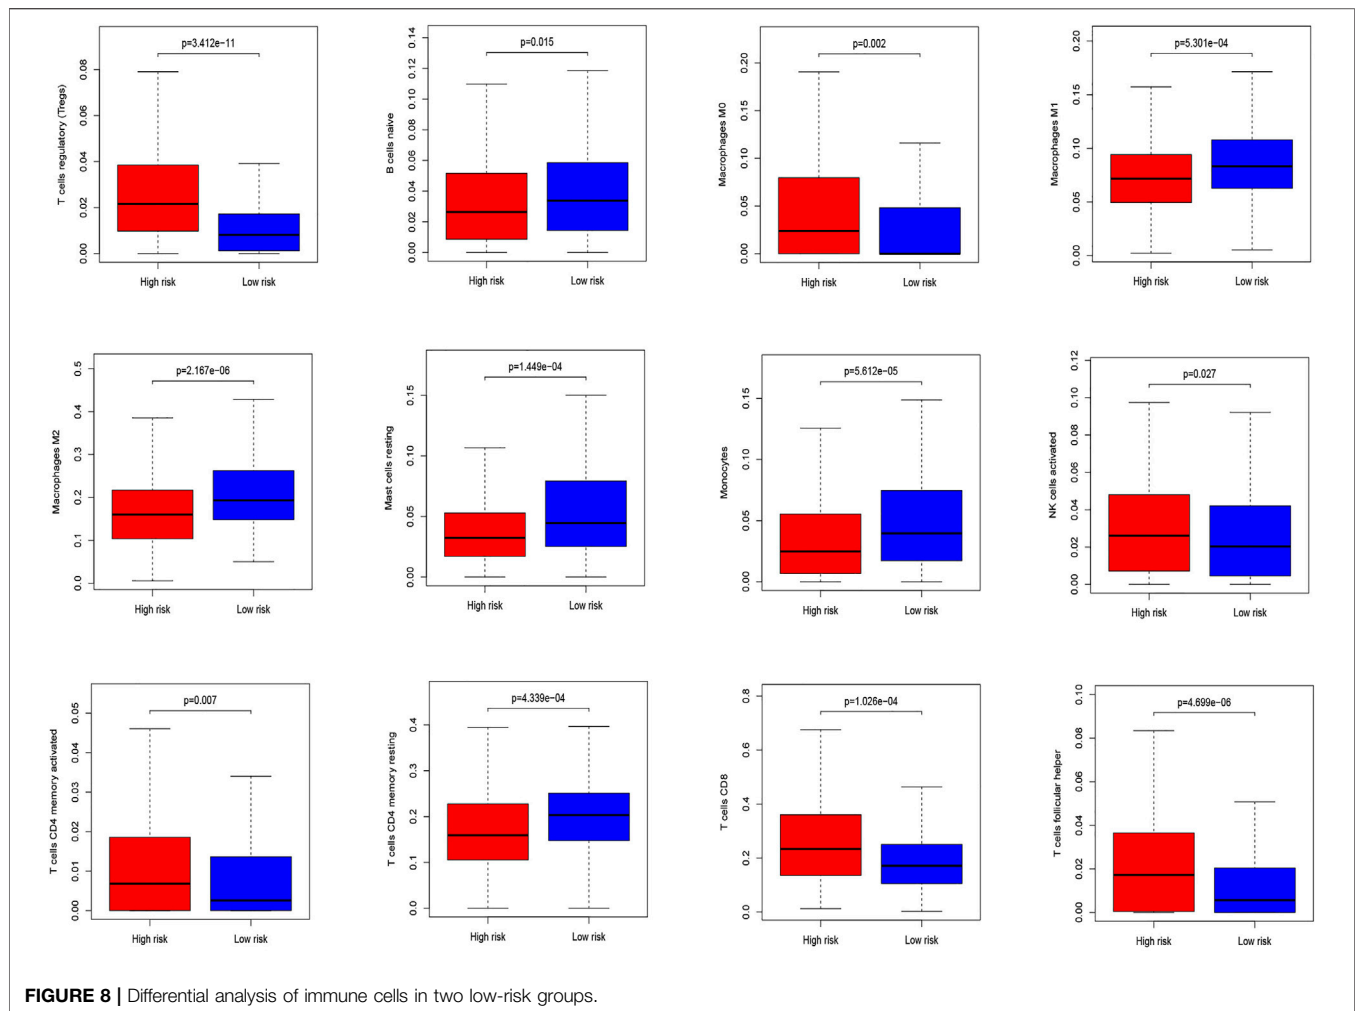 p=3.412e−11
T cells regulatory (Tregs)
0.00
0.02
0.04
0.06
0.08
High risk
Low risk
p=0.015
B cells naive
0.00
0.02
0.04
0.06
0.08
0.10
0.12
0.14
High risk
Low risk
p=0.002
Macrophages M0
0.00
0.05
0.10
0.15
0.20
High risk
Low risk
p=5.301e−04
Macrophages M1
0.00
0.05
0.10
0.15
0.20
High risk
Low risk
p=2.167e−06
Macrophages M2
0.0
0.1
0.2
0.3
0.4
0.5
High risk
Low risk
p=1.449e−04
Mast cells resting
0.00
0.05
0.10
0.15
High risk
Low risk
p=5.612e−05
Monocytes
0.00
0.05
0.10
0.15
High risk
Low risk
p=0.027
NK cells activated
0.00
0.02
0.04
0.06
0.08
0.10
0.12
High risk
Low risk
p=0.007
T cells CD4 memory activated
0.00
0.01
0.02
0.03
0.04
0.05
High risk
Low risk
p=4.339e−04
T cells CD4 memory resting
0.0
0.1
0.2
0.3
0.4
High risk
Low risk
p=1.026e−04
T cells CD8
0.0
0.2
0.4
0.6
0.8
High risk
Low risk
p=4.699e−06
T cells follicular helper
0.00
0.02
0.04
0.06
0.08
0.10
High risk
Low risk
FIGURE 8 | Differential analysis of immune cells in two low-risk groups.